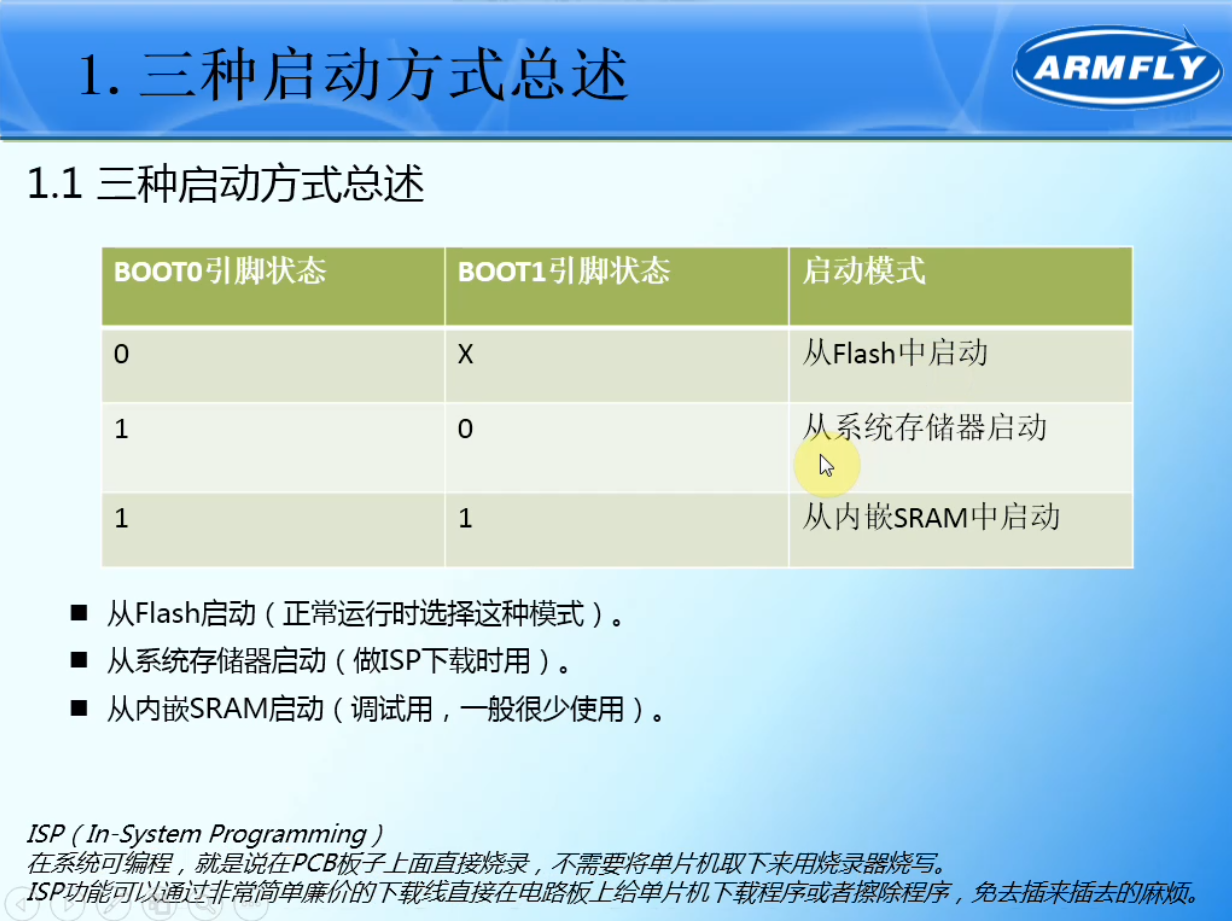 1. 三种启动方式总述
ARMFLY
1.1 三种启动方式总述
BOOT0引脚状态 BOOT1引脚状态 启动模式
0 X 从Flash中启动
1 0 从系统存储器启动
1 1 从内嵌SRAM中启动
■ 从Flash启动（正常运行时选择这种模式）。
■ 从系统存储器启动（做ISP下载时用）。
■ 从内嵌SRAM启动（调试用，一般很少使用）。
ISP（In-System Programming）
在系统可编程，就是说在PCB板子上面直接烧录，不需要将单片机取下来用烧录器烧写。
ISP功能可以通过非常简单廉价的下载线直接在电路板上给单片机下载程序或者擦除程序，免去插来插去的麻烦。